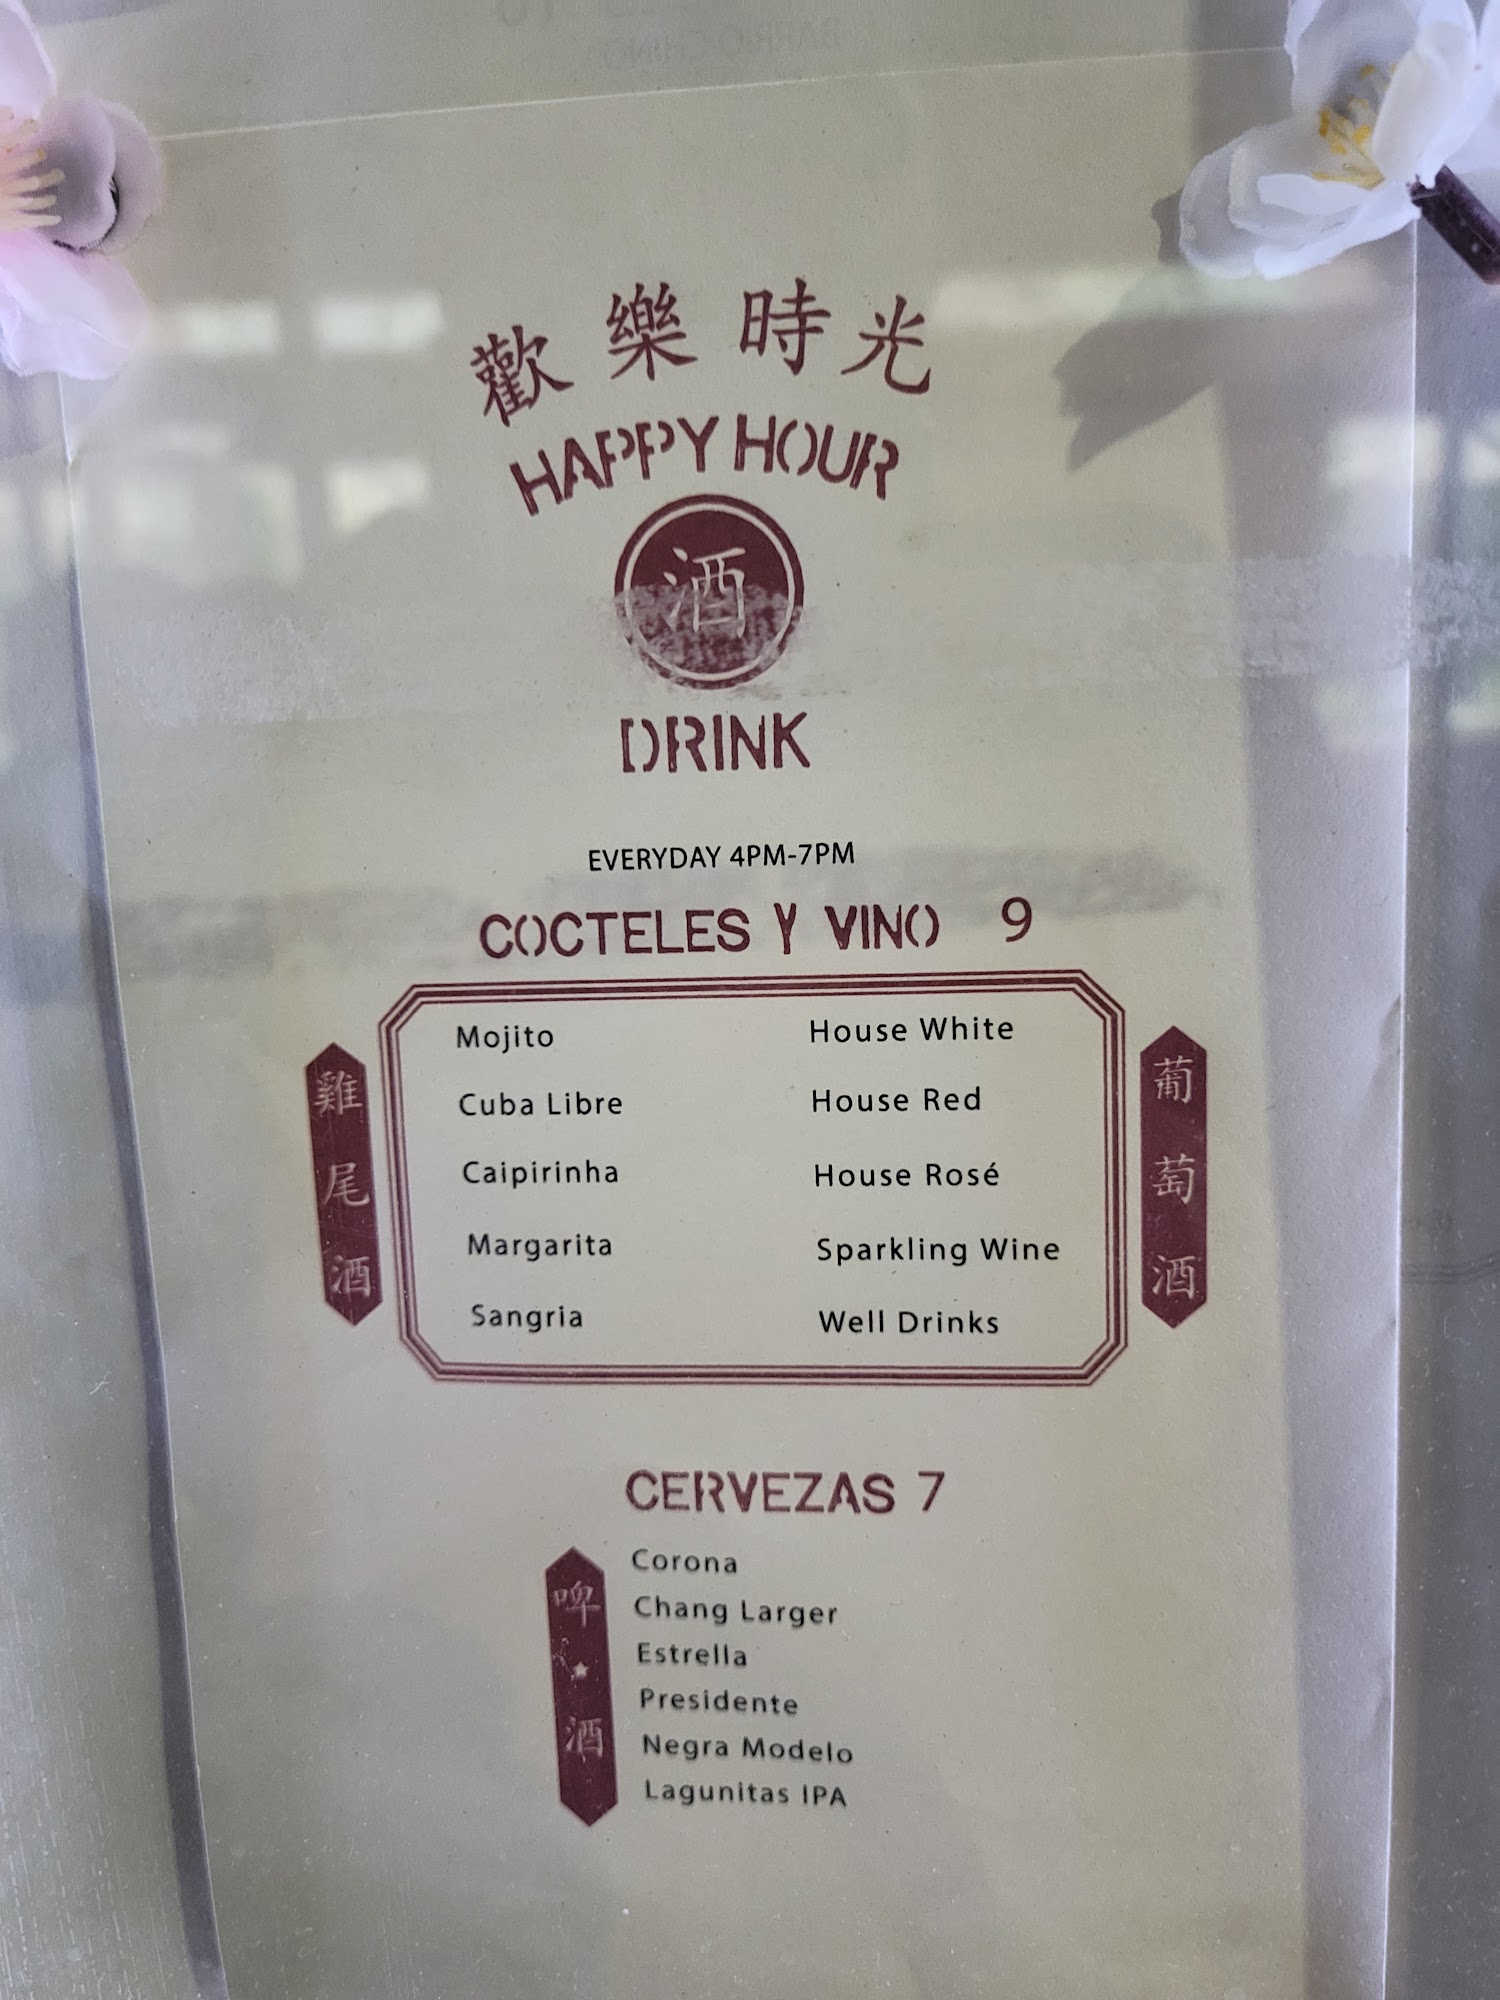 歡樂時光
HAPPY HOUR
酒
DRINK
EVERYDAY 4PM-7PM
COCTELES Y VINO 9
雞尾酒
Mojito
Cuba Libre
Caipirinha
Margarita
Sangria
House White
House Red
House Rosé
Sparkling Wine
Well Drinks
葡萄酒
CERVEZAS 7
啤酒
Corona
Chang Larger
Estrella
Presidente
Negra Modelo
Lagunitas IPA